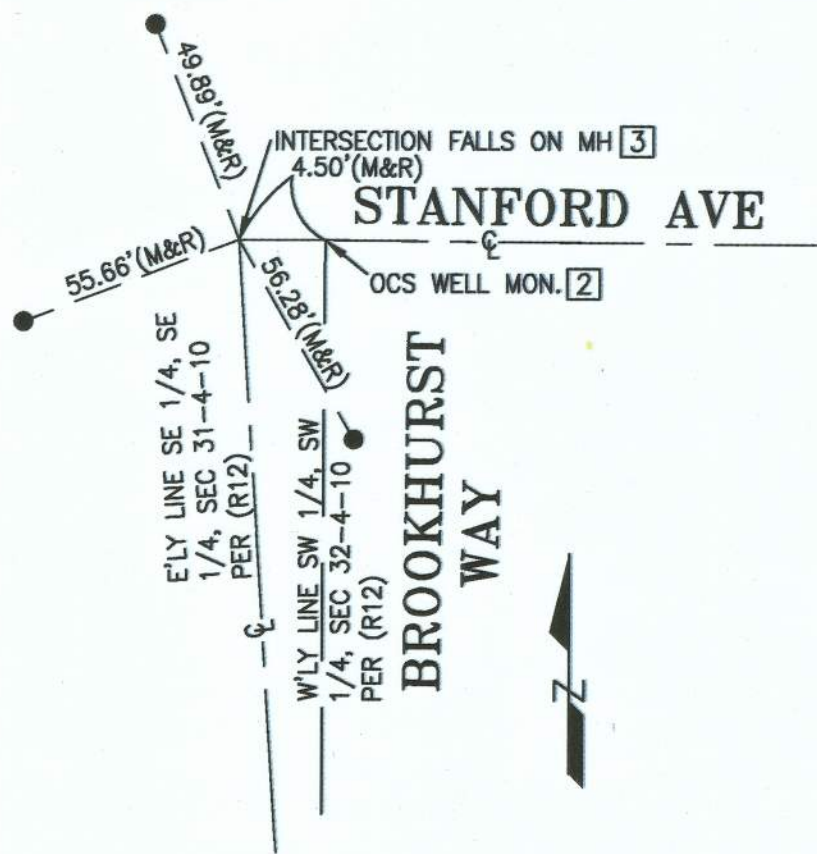 49.89'(M&R)
INTERSECTION FALLS ON MH 3
4.50'(M&R)
STANFORD AVE
℄
55.66'(M&R)
56.28'(M&R)
OCS WELL MON. 2
E'LY LINE SE 1/4, SE
1/4, SEC 31-4-10
PER (R12)
℄
W'LY LINE SW 1/4, SW
1/4, SEC 32-4-10
PER (R12)
BROOKHURST
WAY
N